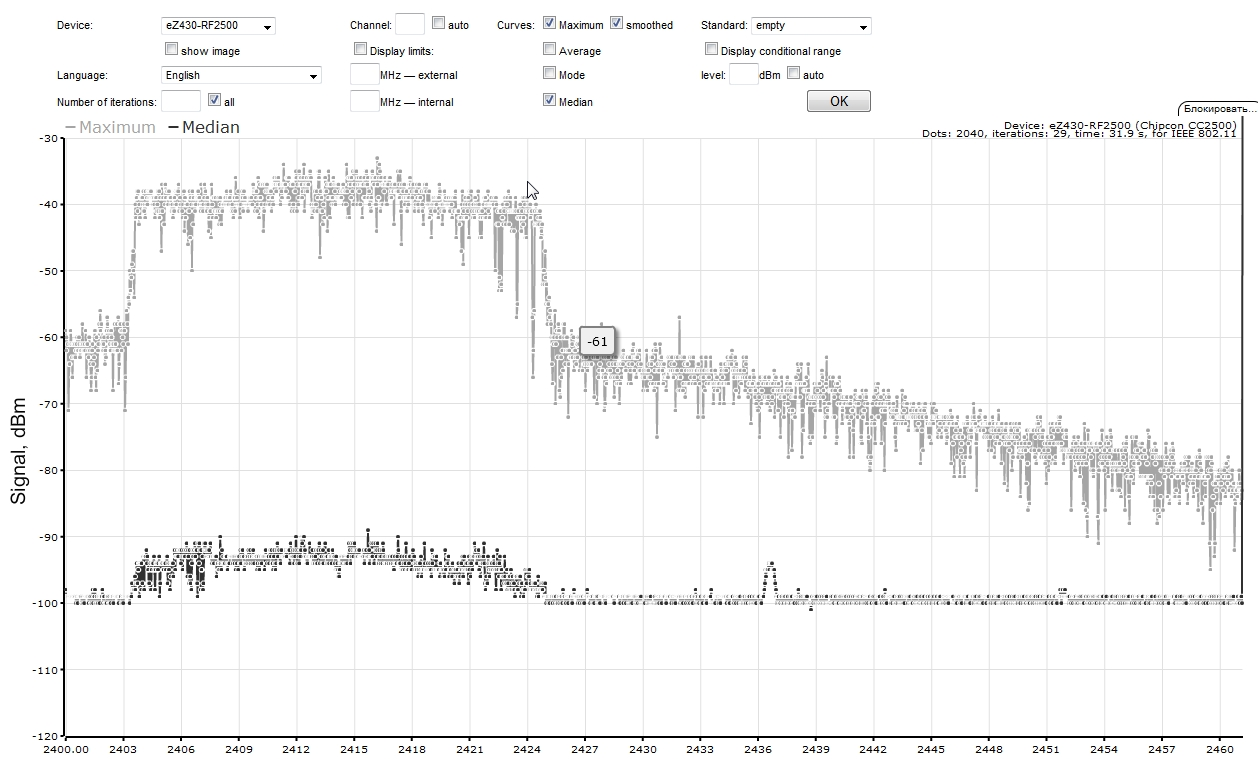 Device: eZ430-RF2500 Channel: auto Curves: Maximum smoothed Standard: empty
show image Display limits: Average Display conditional range
Language: English MHz — external Mode level: dBm auto
Number of iterations: all MHz — internal Median OK
Блокировать...
Maximum Median
Device: eZ430-RF2500 (Chipcon CC2500)
Dots: 2040, iterations: 29, time: 31.9 s, for IEEE 802.11
Signal, dBm
-30
-40
-50
-60
-61
-70
-80
-90
-100
-110
-120
2400.00 2403 2406 2409 2412 2415 2418 2421 2424 2427 2430 2433 2436 2439 2442 2445 2448 2451 2454 2457 2460